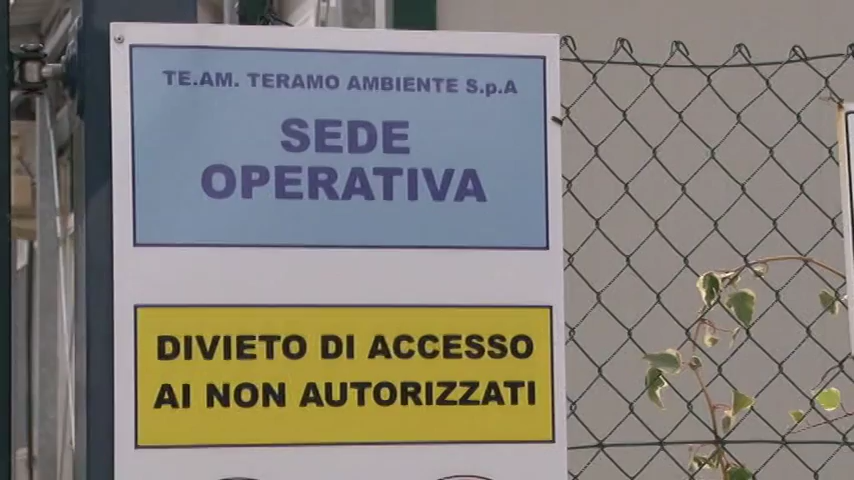 TE.AM. TERAMO AMBIENTE S.p.A
SEDE
OPERATIVA
DIVIETO DI ACCESSO
AI NON AUTORIZZATI